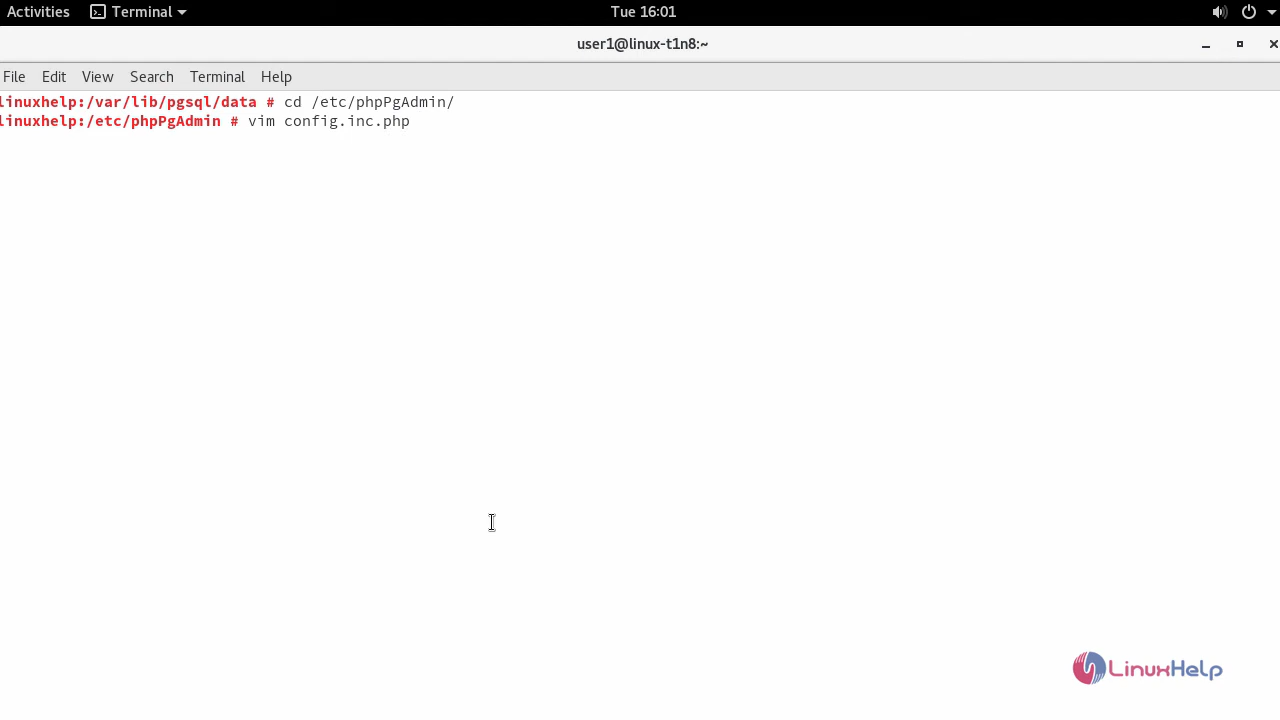 Activities Terminal Tue 16:01
user1@linux-t1n8:~
File Edit View Search Terminal Help
linuxhelp:/var/lib/pgsql/data # cd /etc/phpPgAdmin/
linuxhelp:/etc/phpPgAdmin # vim config.inc.php
LinuxHelp